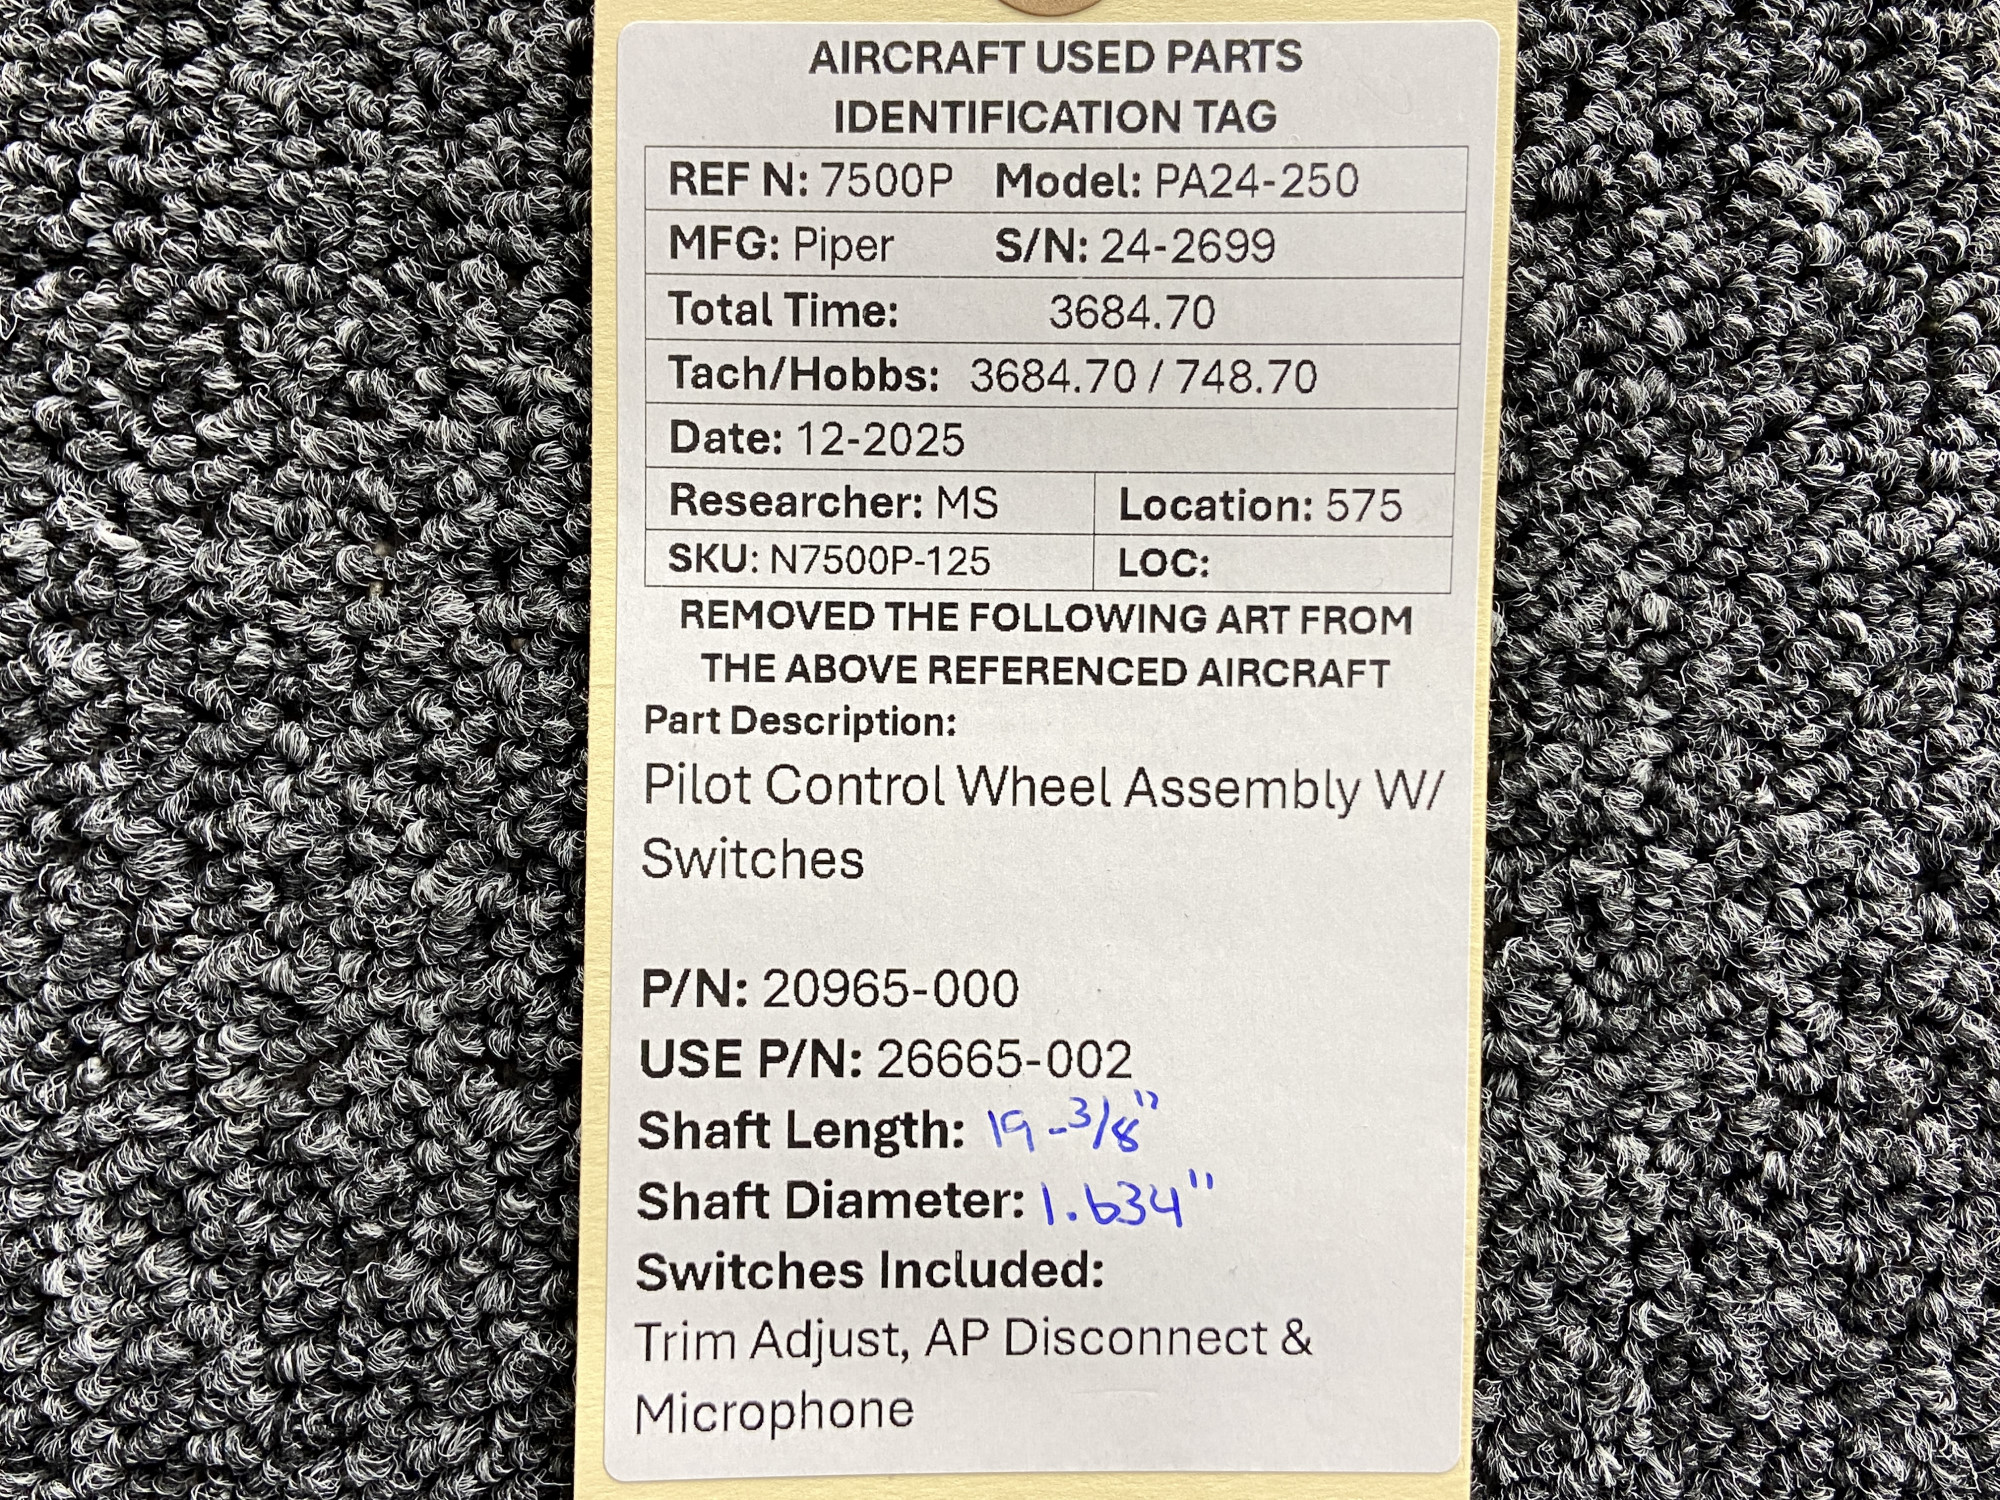 AIRCRAFT USED PARTS
IDENTIFICATION TAG
REF N: 7500P Model: PA24-250
MFG: Piper S/N: 24-2699
Total Time: 3684.70
Tach/Hobbs: 3684.70 / 748.70
Date: 12-2025
Researcher: MS Location: 575
SKU: N7500P-125 LOC:
REMOVED THE FOLLOWING ART FROM
THE ABOVE REFERENCED AIRCRAFT
Part Description:
Pilot Control Wheel Assembly W/
Switches
P/N: 20965-000
USE P/N: 26665-002
Shaft Length: 19-3/8"
Shaft Diameter: 1.634"
Switches Included:
Trim Adjust, AP Disconnect &
Microphone